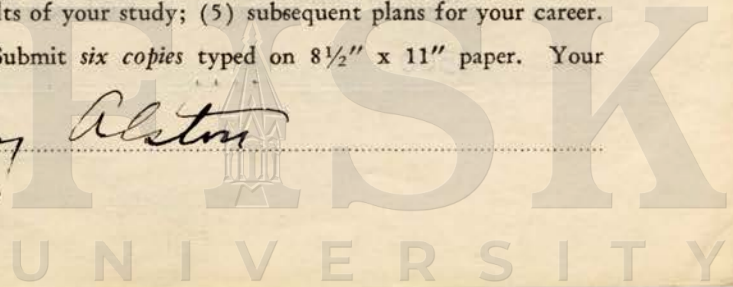 lts of your study; (5) subsequent plans for your career.
Submit six copies typed on 8½" x 11" paper. Your
y Alston
FISK
UNIVERSITY